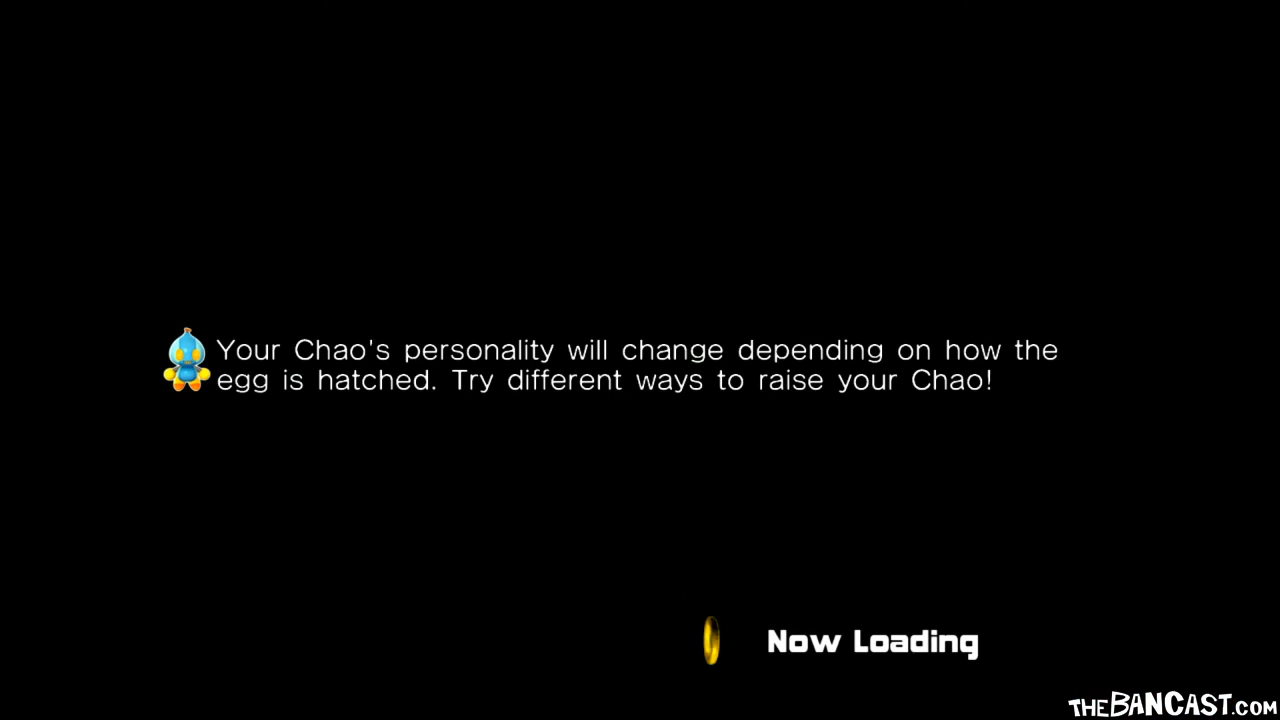 Your Chao's personality will change depending on how the
egg is hatched. Try different ways to raise your Chao!
Now Loading
THEBANCAST.COM